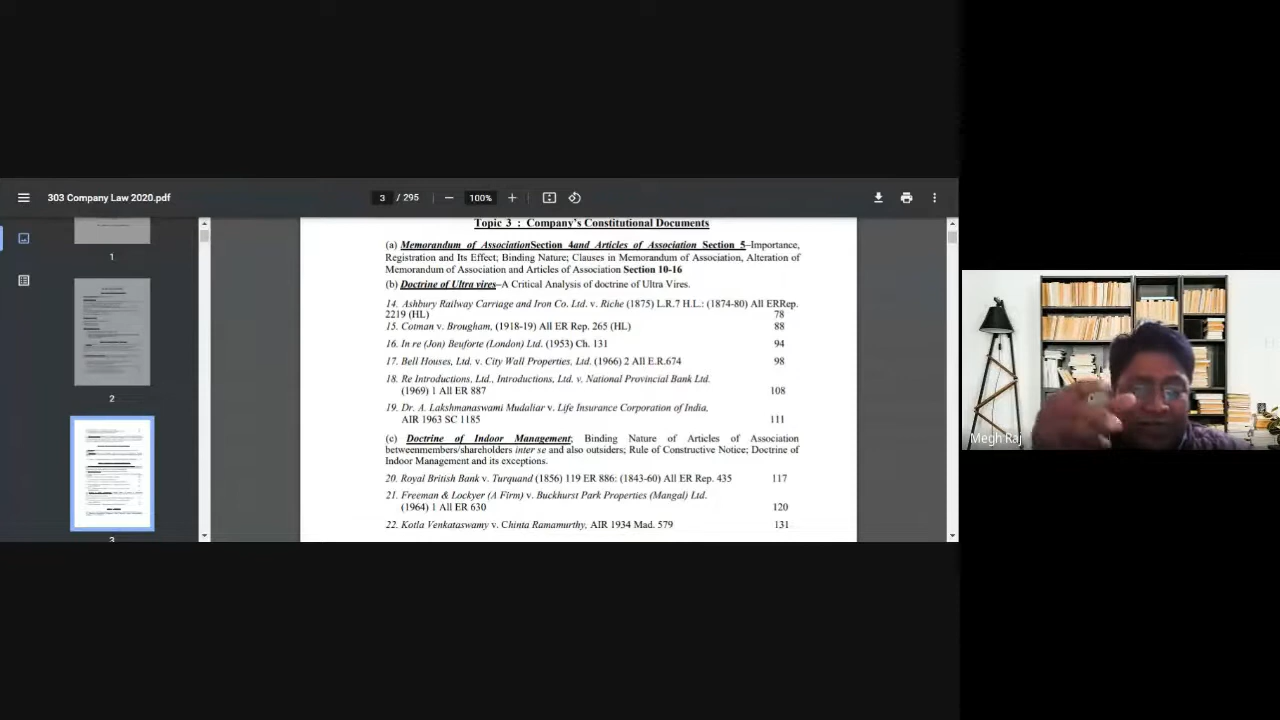 303 Company Law 2020.pdf
3 / 295
100%
1
2
3
Topic 3 : Company's Constitutional Documents
(a) Memorandum of AssociationSection 4and Articles of Association Section 5–Importance,
Registration and Its Effect; Binding Nature; Clauses in Memorandum of Association, Alteration of
Memorandum of Association and Articles of Association Section 10-16
(b) Doctrine of Ultra vires–A Critical Analysis of doctrine of Ultra Vires.
14. Ashbury Railway Carriage and Iron Co. Ltd. v. Riche (1875) L.R.7 H.L.: (1874-80) All ERRep.
2219 (HL) 78
15. Cotman v. Brougham, (1918-19) All ER Rep. 265 (HL) 88
16. In re (Jon) Beuforte (London) Ltd. (1953) Ch. 131 94
17. Bell Houses, Ltd. v. City Wall Properties, Ltd. (1966) 2 All E.R.674 98
18. Re Introductions, Ltd., Introductions, Ltd. v. National Provincial Bank Ltd.
(1969) 1 All ER 887 108
19. Dr. A. Lakshmanaswami Mudaliar v. Life Insurance Corporation of India,
AIR 1963 SC 1185 111
(c) Doctrine of Indoor Management, Binding Nature of Articles of Association
betweenmembers/shareholders inter se and also outsiders; Rule of Constructive Notice; Doctrine of
Indoor Management and its exceptions.
20. Royal British Bank v. Turquand (1856) 119 ER 886: (1843-60) All ER Rep. 435 117
21. Freeman & Lockyer (A Firm) v. Buckhurst Park Properties (Mangal) Ltd.
(1964) 1 All ER 630 120
22. Kotla Venkataswamy v. Chinta Ramamurthy, AIR 1934 Mad. 579 131
Megh Raj